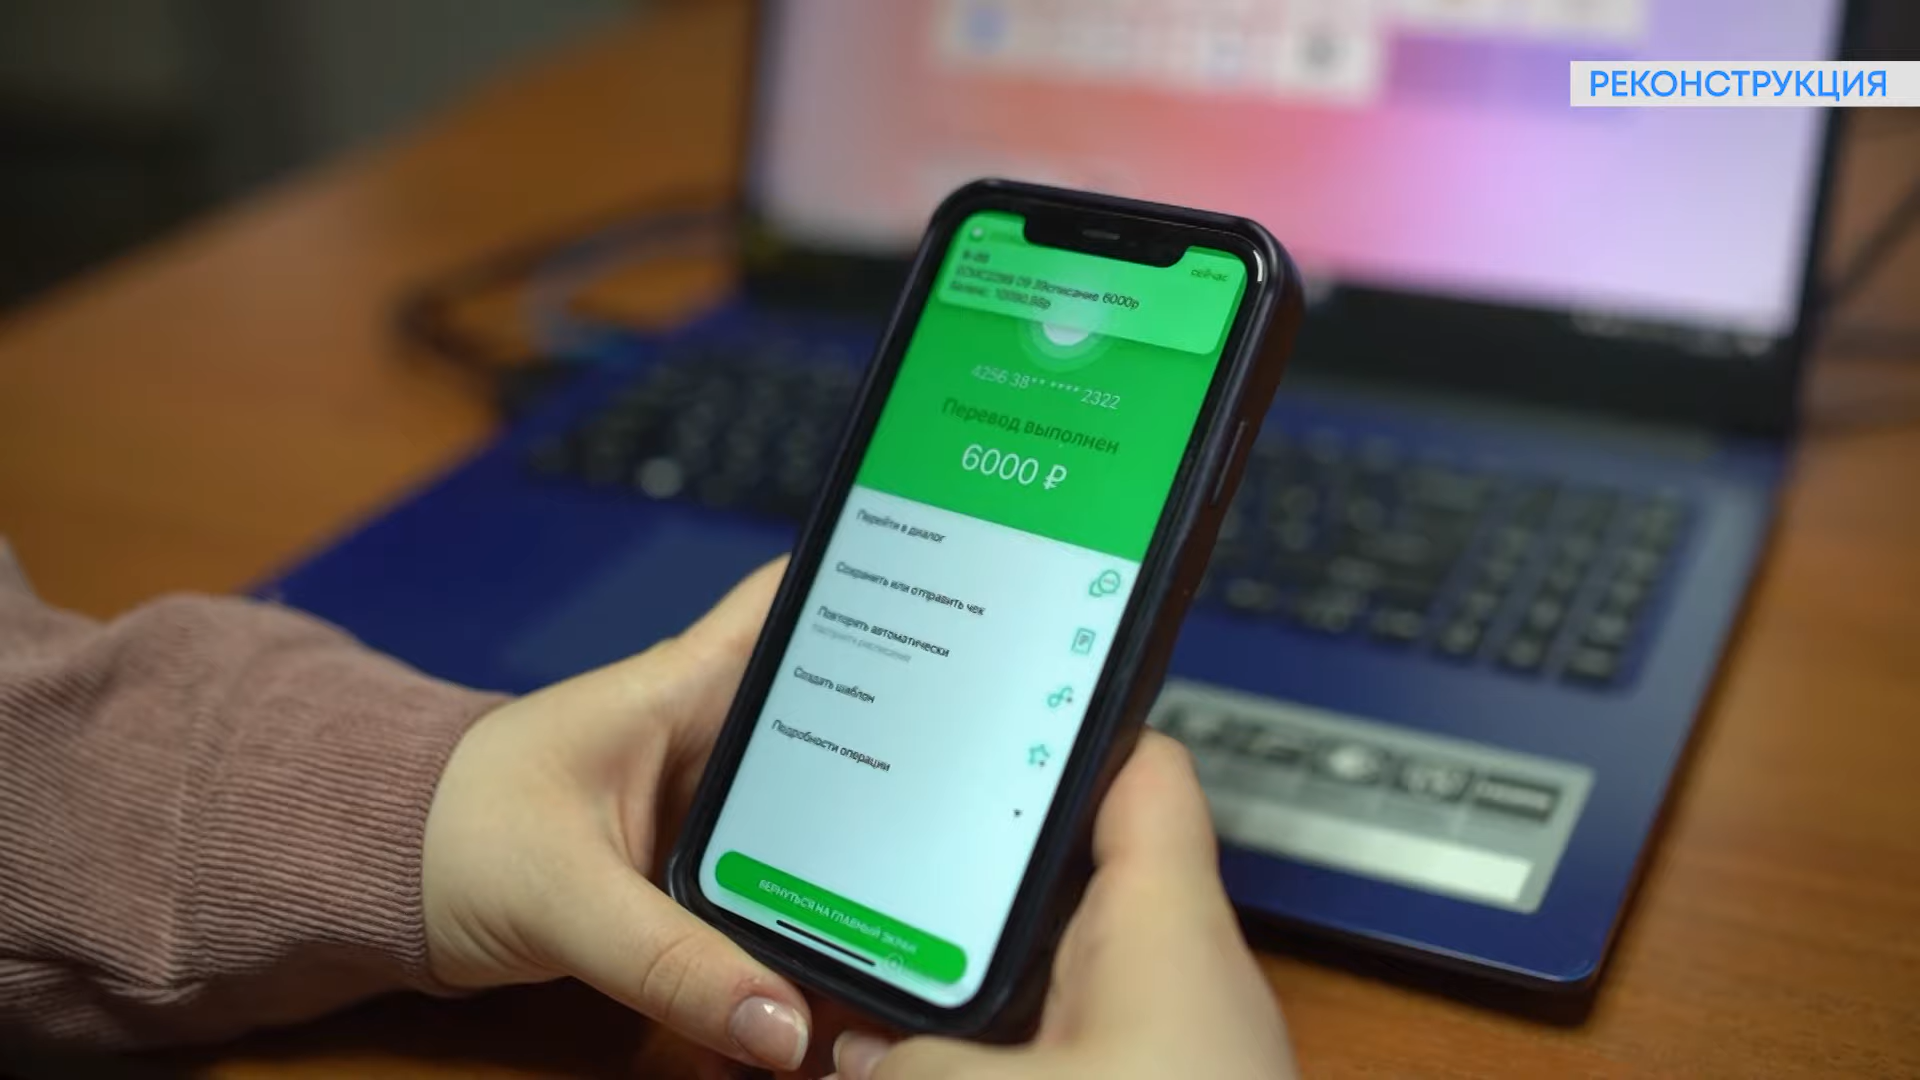 РЕКОНСТРУКЦИЯ
сейчас
списание 6000р
4256 38** **** 2322
Перевод выполнен
6000 ₽
Перейти в диалог
Сохранить или отправить чек
Повторять автоматически
Создать шаблон
Подробности операции
ВЕРНУТЬСЯ НА ГЛАВНЫЙ ЭКРАН